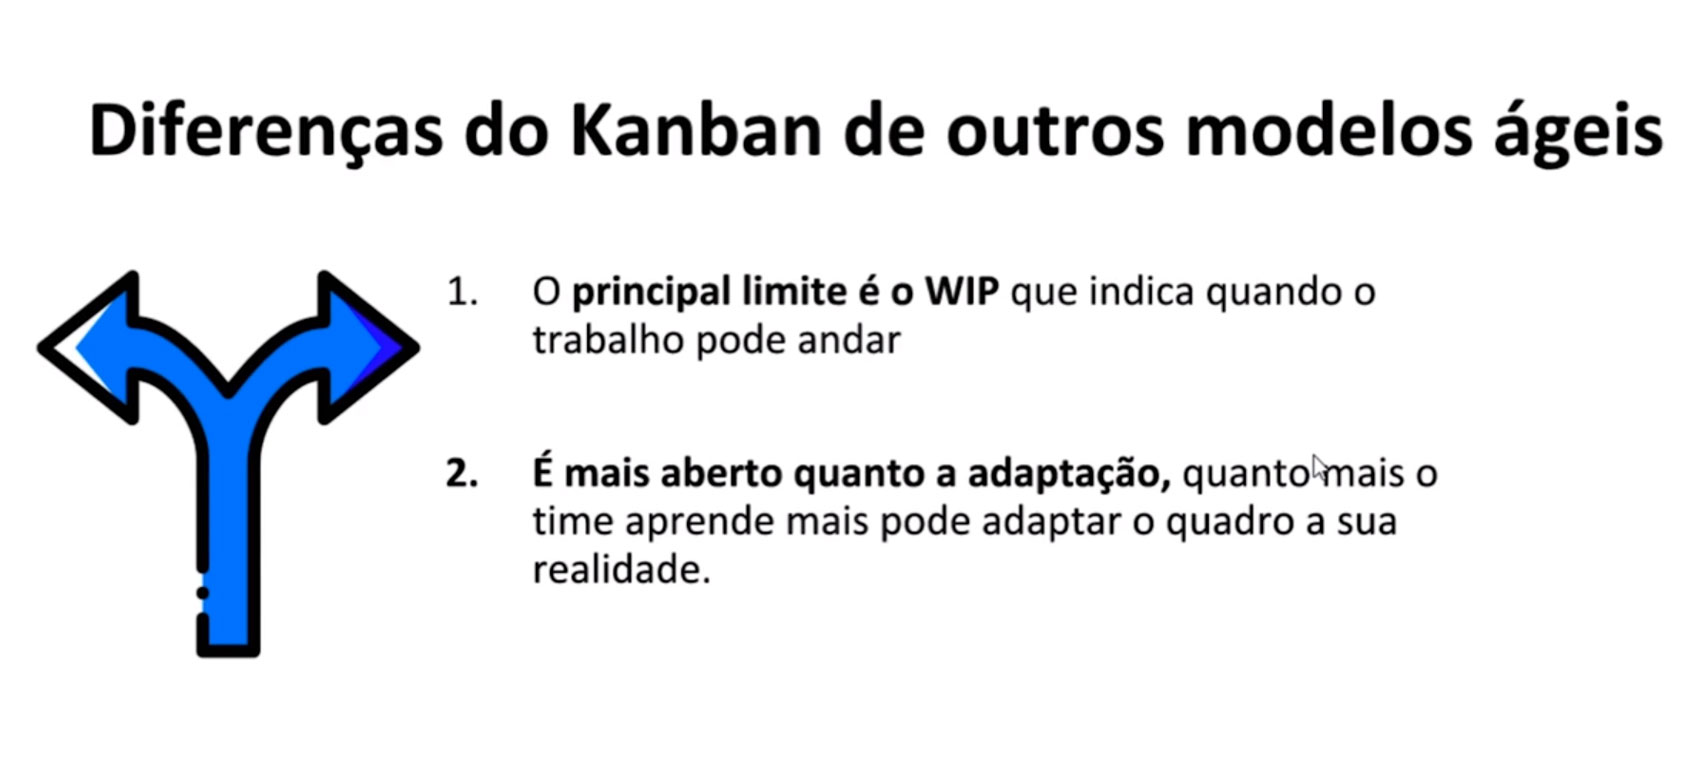 Diferenças do Kanban de outros modelos ágeis
1. O principal limite é o WIP que indica quando o
trabalho pode andar
2. É mais aberto quanto a adaptação, quanto mais o
time aprende mais pode adaptar o quadro a sua
realidade.